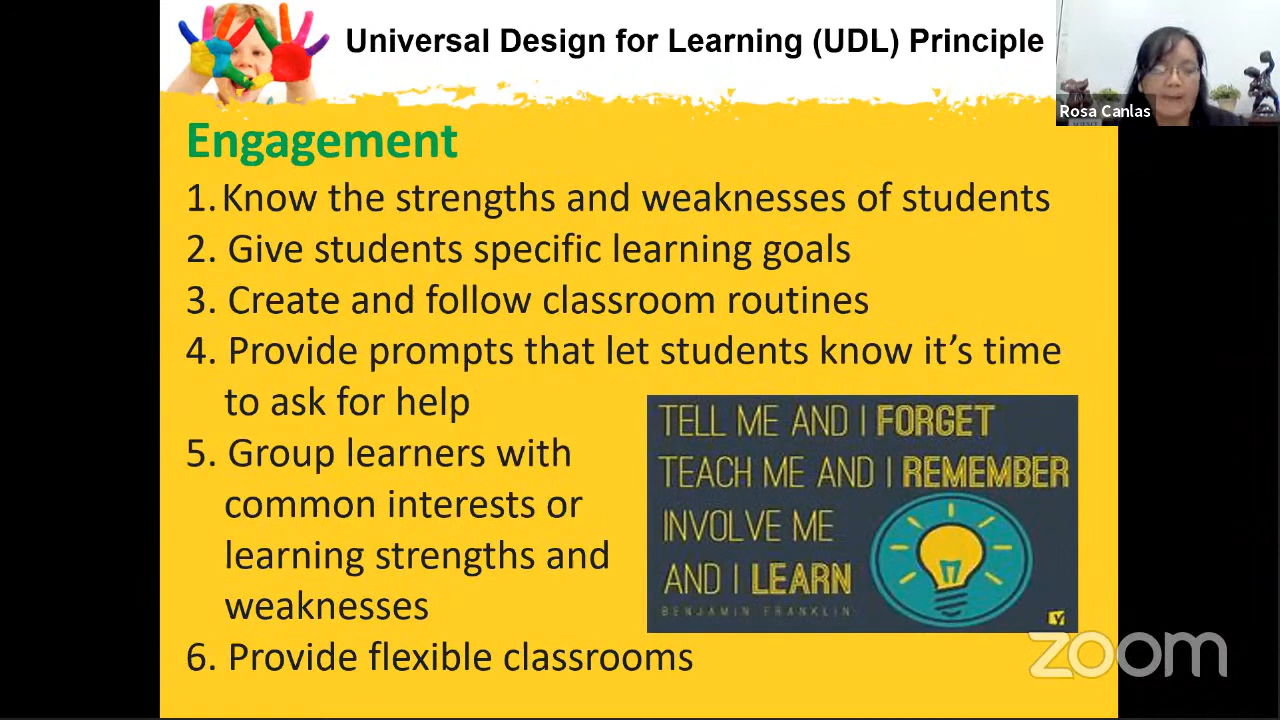 Universal Design for Learning (UDL) Principle
Rosa Canlas
Engagement
1. Know the strengths and weaknesses of students
2. Give students specific learning goals
3. Create and follow classroom routines
4. Provide prompts that let students know it's time
to ask for help
5. Group learners with
common interests or
learning strengths and
weaknesses
6. Provide flexible classrooms
TELL ME AND I FORGET
TEACH ME AND I REMEMBER
INVOLVE ME
AND I LEARN
BENJAMIN FRANKLIN
zoom